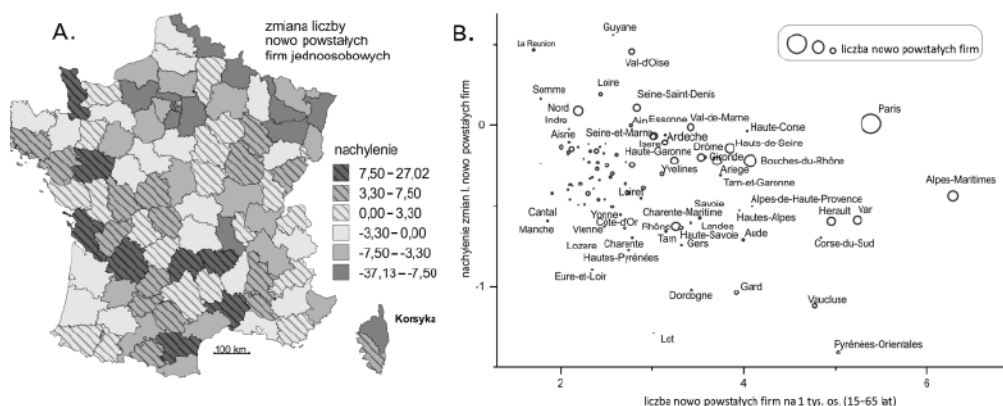 A.
zmiana liczby
nowo powstałych
firm jednoosobowych
nachylenie
7,50–27,02
3,30–7,50
0,00–3,30
-3,30–0,00
-7,50–-3,30
-37,13–-7,50
Korsyka
100 km
B.
liczba nowo powstałych firm
nachylenie zmian l. nowo powstałych firm
0
-1
2
4
6
liczba nowo powstałych firm na 1 tys. os. (15–65 lat)
Guyane
La Reunion
Val-d'Oise
Somme
Loire
Nord
Seine-Saint-Denis
Paris
Indre
Ain
Essonne
Val-de-Marne
Aisne
Seine-et-Marne
Ardeche
Haute-Corse
Isere
Drôme
Hauts-de-Seine
Haute-Garonne
Gironde
Yvelines
Ariege
Bouches-du-Rhône
Tarn-et-Garonne
Alpes-Maritimes
Loiret
Savoie
Alpes-de-Haute-Provence
Cantal
Yonne
Charente-Maritime
Hautes-Alpes
Herault
Var
Manche
Côte-d'Or
Landes
Vienne
Rhône
Haute-Savoie
Aude
Lozere
Charente
Tarn
Gers
Corse-du-Sud
Hautes-Pyrénées
Eure-et-Loir
Dordogne
Gard
Vaucluse
Lot
Pyrénées-Orientales